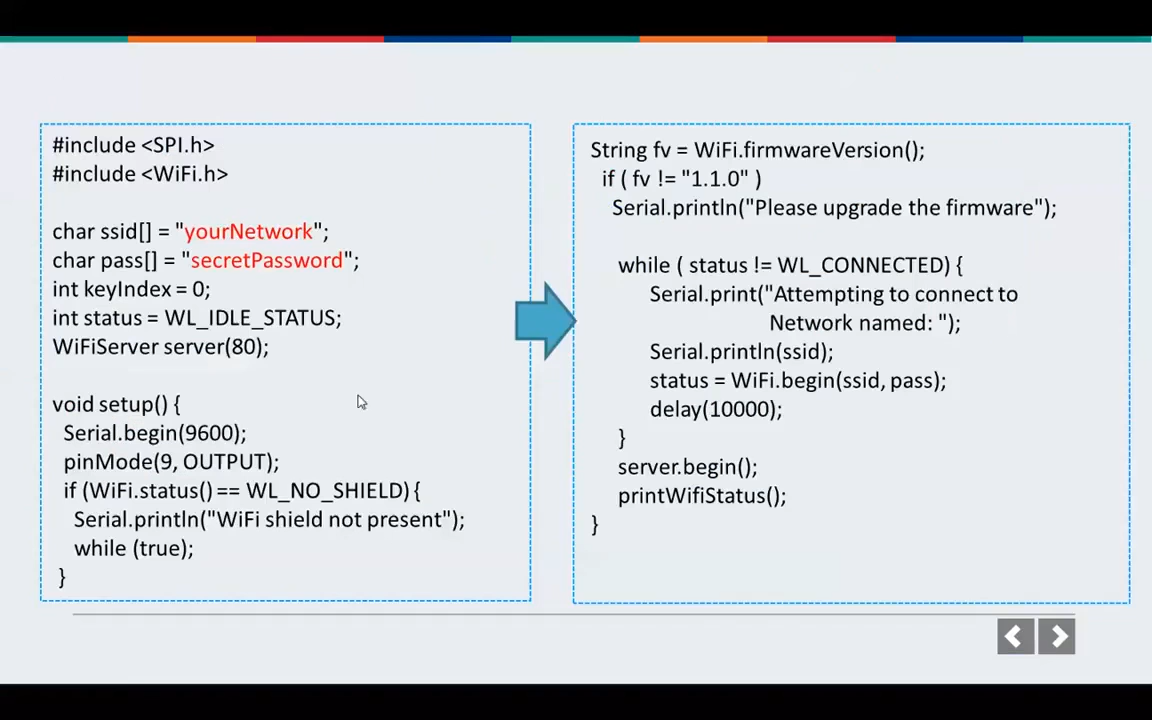 #include <SPI.h>
#include <WiFi.h>
char ssid[] = "yourNetwork";
char pass[] = "secretPassword";
int keyIndex = 0;
int status = WL_IDLE_STATUS;
WiFiServer server(80);
void setup() {
Serial.begin(9600);
pinMode(9, OUTPUT);
if (WiFi.status() == WL_NO_SHIELD) {
Serial.println("WiFi shield not present");
while (true);
}
String fv = WiFi.firmwareVersion();
if ( fv != "1.1.0" )
Serial.println("Please upgrade the firmware");
while ( status != WL_CONNECTED) {
Serial.print("Attempting to connect to
Network named: ");
Serial.println(ssid);
status = WiFi.begin(ssid, pass);
delay(10000);
}
server.begin();
printWifiStatus();
}